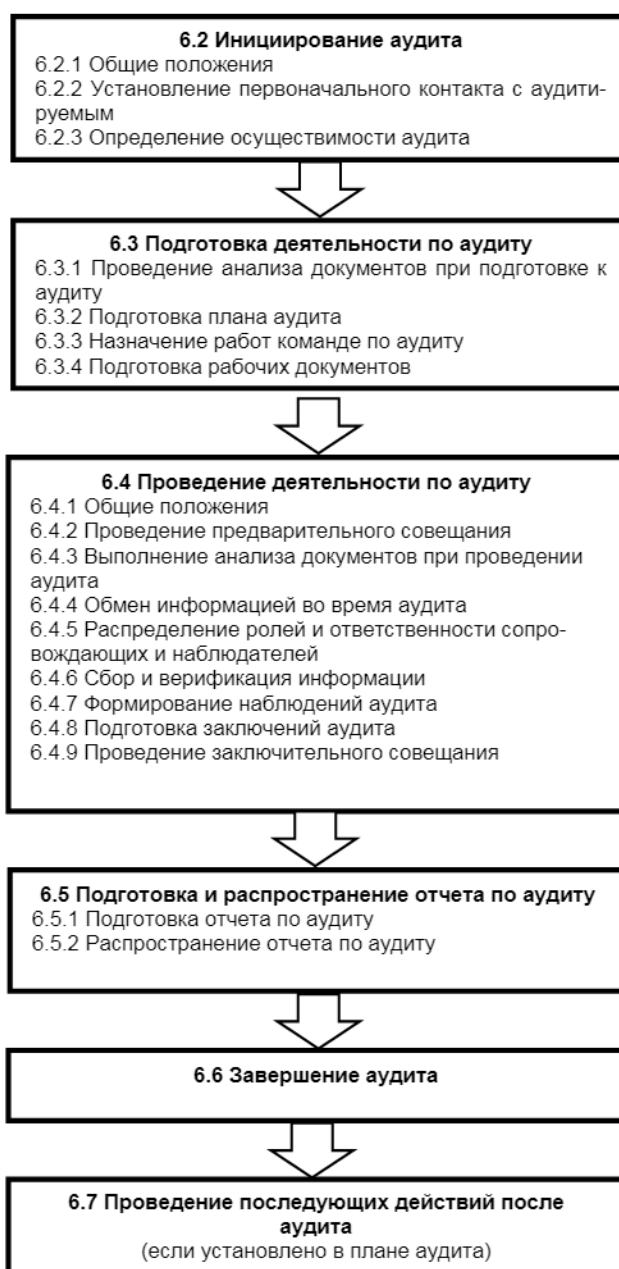 6.2 Инициирование аудита
6.2.1 Общие положения
6.2.2 Установление первоначального контакта с аудити-
руемым
6.2.3 Определение осуществимости аудита
6.3 Подготовка деятельности по аудиту
6.3.1 Проведение анализа документов при подготовке к
аудиту
6.3.2 Подготовка плана аудита
6.3.3 Назначение работ команде по аудиту
6.3.4 Подготовка рабочих документов
6.4 Проведение деятельности по аудиту
6.4.1 Общие положения
6.4.2 Проведение предварительного совещания
6.4.3 Выполнение анализа документов при проведении
аудита
6.4.4 Обмен информацией во время аудита
6.4.5 Распределение ролей и ответственности сопро-
вождающих и наблюдателей
6.4.6 Сбор и верификация информации
6.4.7 Формирование наблюдений аудита
6.4.8 Подготовка заключений аудита
6.4.9 Проведение заключительного совещания
6.5 Подготовка и распространение отчета по аудиту
6.5.1 Подготовка отчета по аудиту
6.5.2 Распространение отчета по аудиту
6.6 Завершение аудита
6.7 Проведение последующих действий после
аудита
(если установлено в плане аудита)